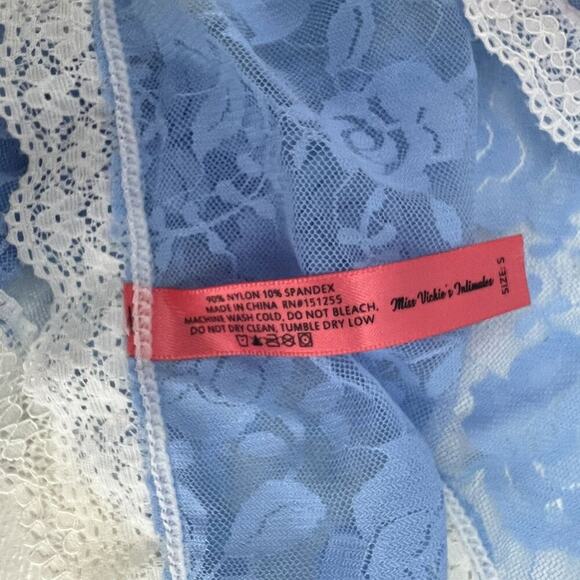 90% NYLON 10% SPANDEX
MADE IN CHINA RN#151255
MACHINE WASH COLD, DO NOT BLEACH,
DO NOT DRY CLEAN, TUMBLE DRY LOW
Miss Vickie's Intimates
SIZE: S